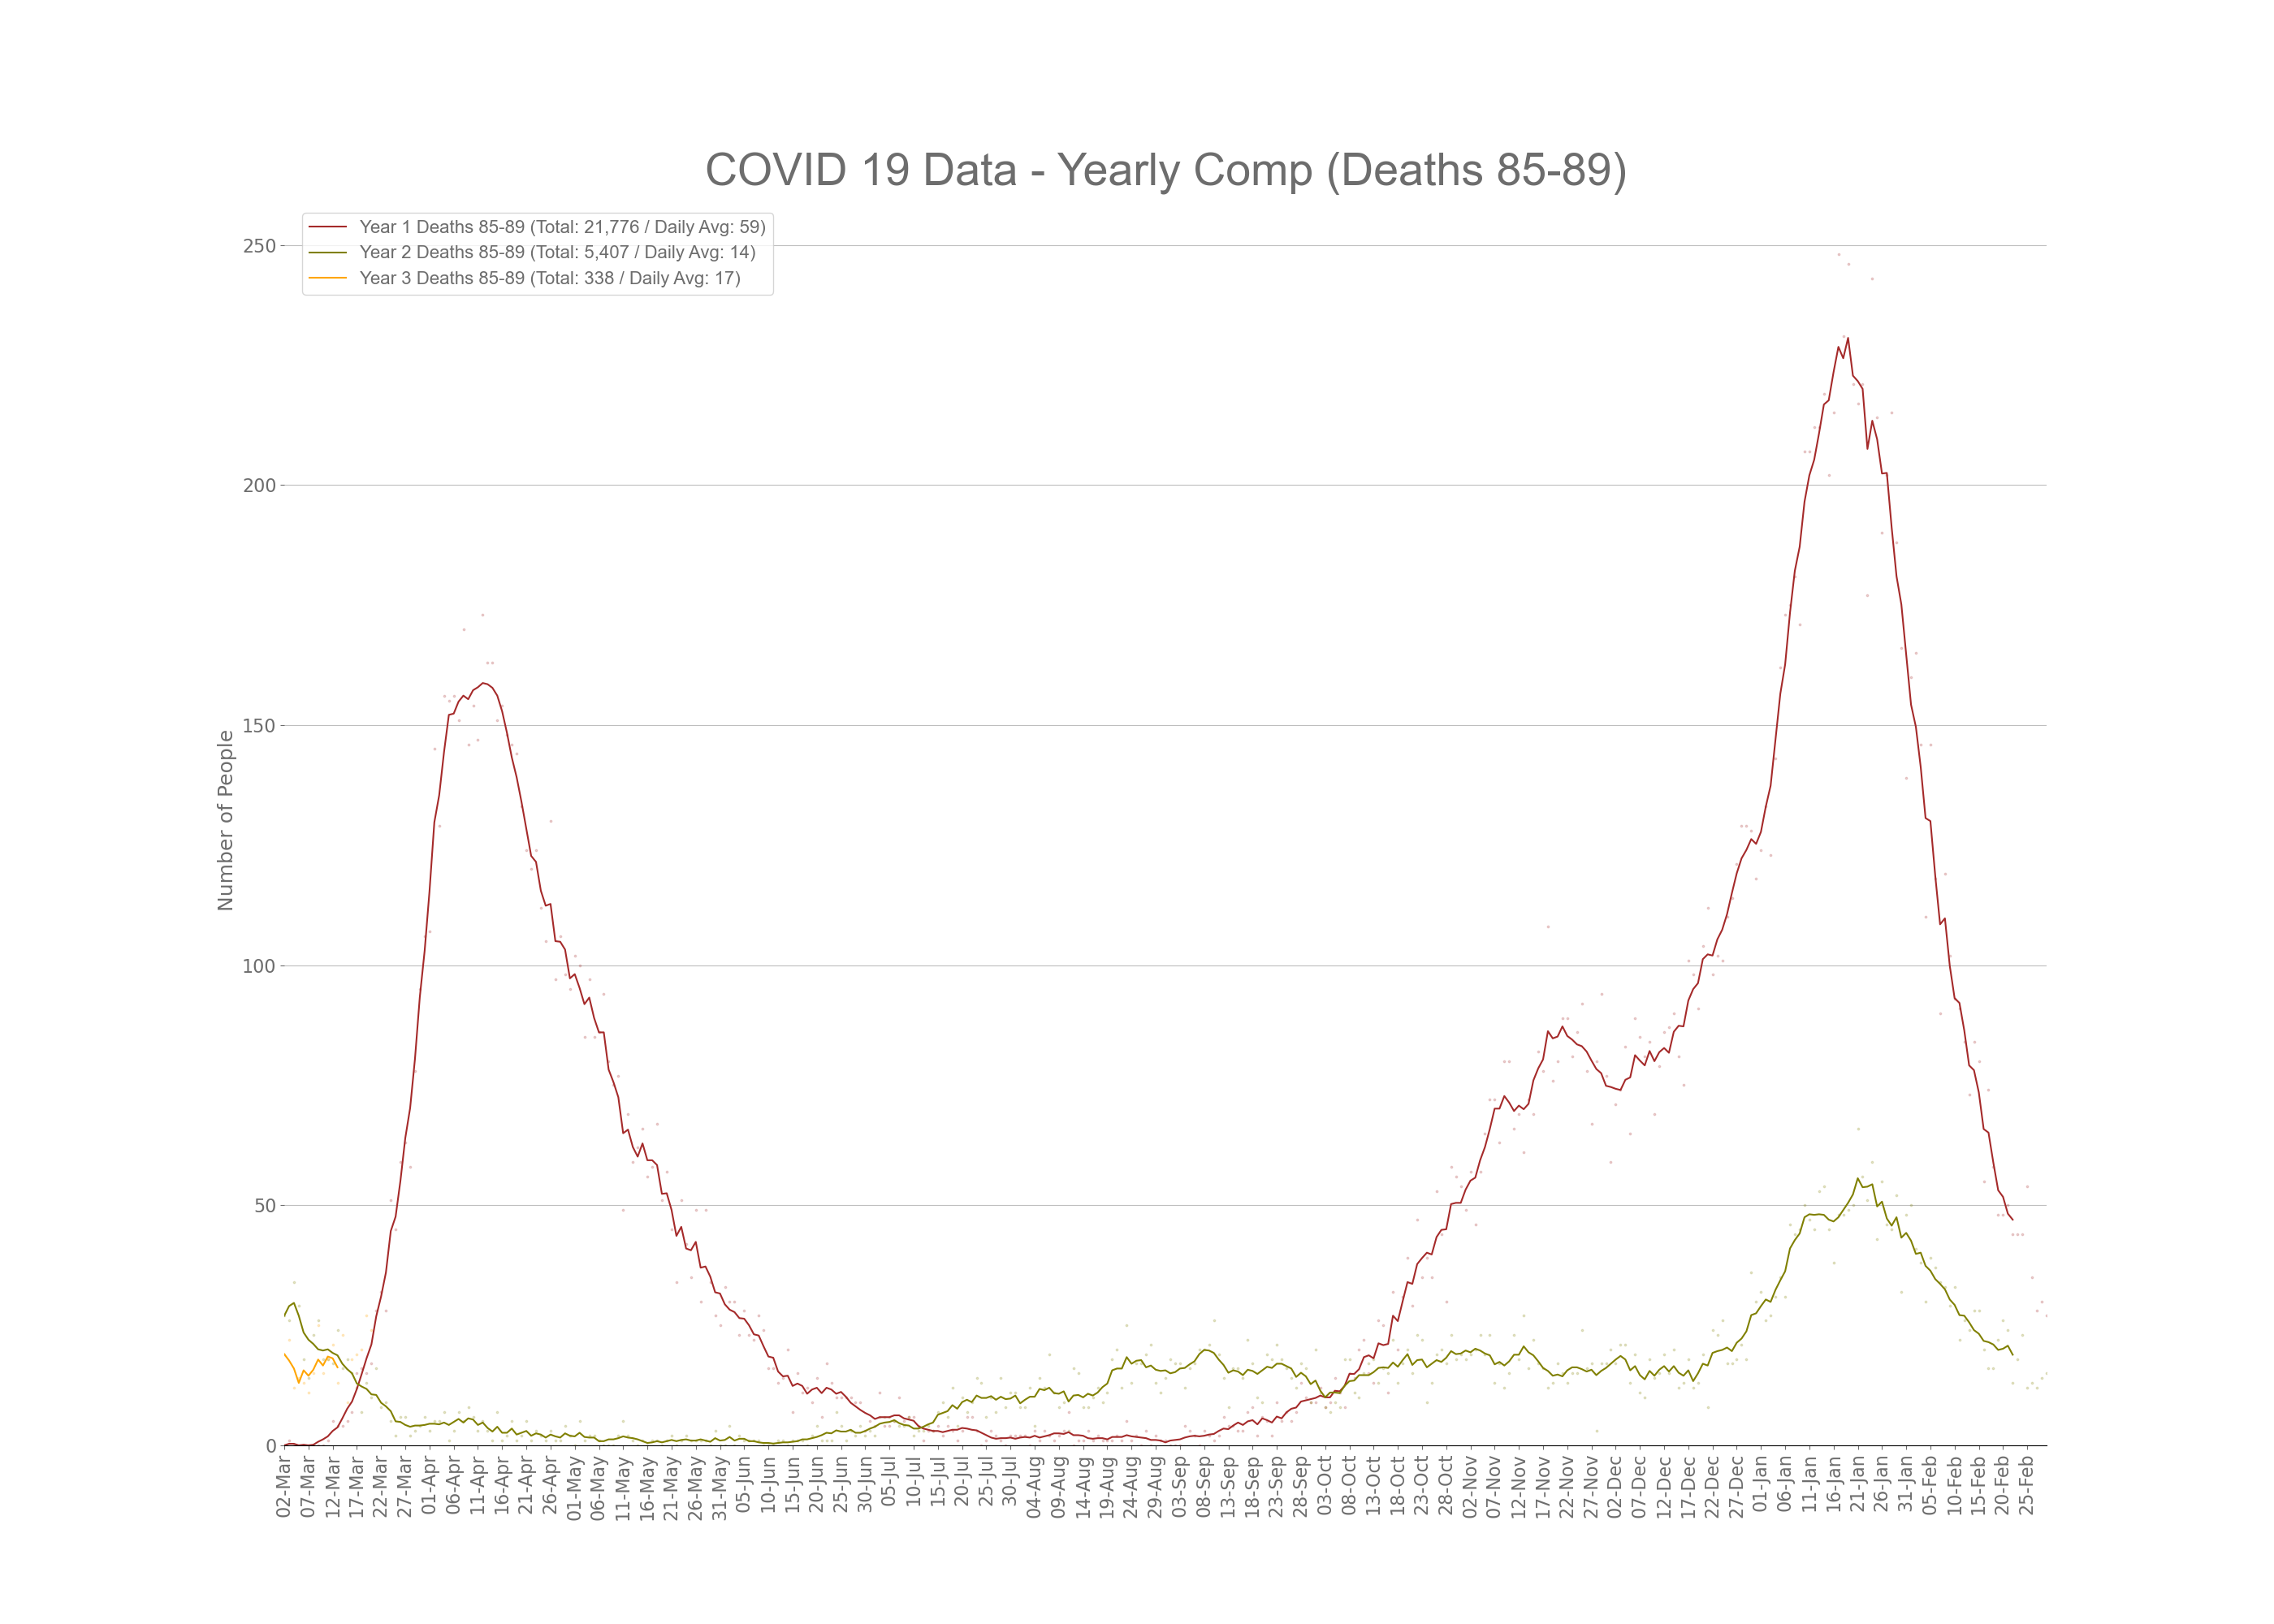 COVID 19 Data - Yearly Comp (Deaths 85-89)
Year 1 Deaths 85-89 (Total: 21,776 / Daily Avg: 59)
Year 2 Deaths 85-89 (Total: 5,407 / Daily Avg: 14)
Year 3 Deaths 85-89 (Total: 338 / Daily Avg: 17)
Number of People
250
200
150
100
50
0
02-Mar
07-Mar
12-Mar
17-Mar
22-Mar
27-Mar
01-Apr
06-Apr
11-Apr
16-Apr
21-Apr
26-Apr
01-May
06-May
11-May
16-May
21-May
26-May
31-May
05-Jun
10-Jun
15-Jun
20-Jun
25-Jun
30-Jun
05-Jul
10-Jul
15-Jul
20-Jul
25-Jul
30-Jul
04-Aug
09-Aug
14-Aug
19-Aug
24-Aug
29-Aug
03-Sep
08-Sep
13-Sep
18-Sep
23-Sep
28-Sep
03-Oct
08-Oct
13-Oct
18-Oct
23-Oct
28-Oct
02-Nov
07-Nov
12-Nov
17-Nov
22-Nov
27-Nov
02-Dec
07-Dec
12-Dec
17-Dec
22-Dec
27-Dec
01-Jan
06-Jan
11-Jan
16-Jan
21-Jan
26-Jan
31-Jan
05-Feb
10-Feb
15-Feb
20-Feb
25-Feb